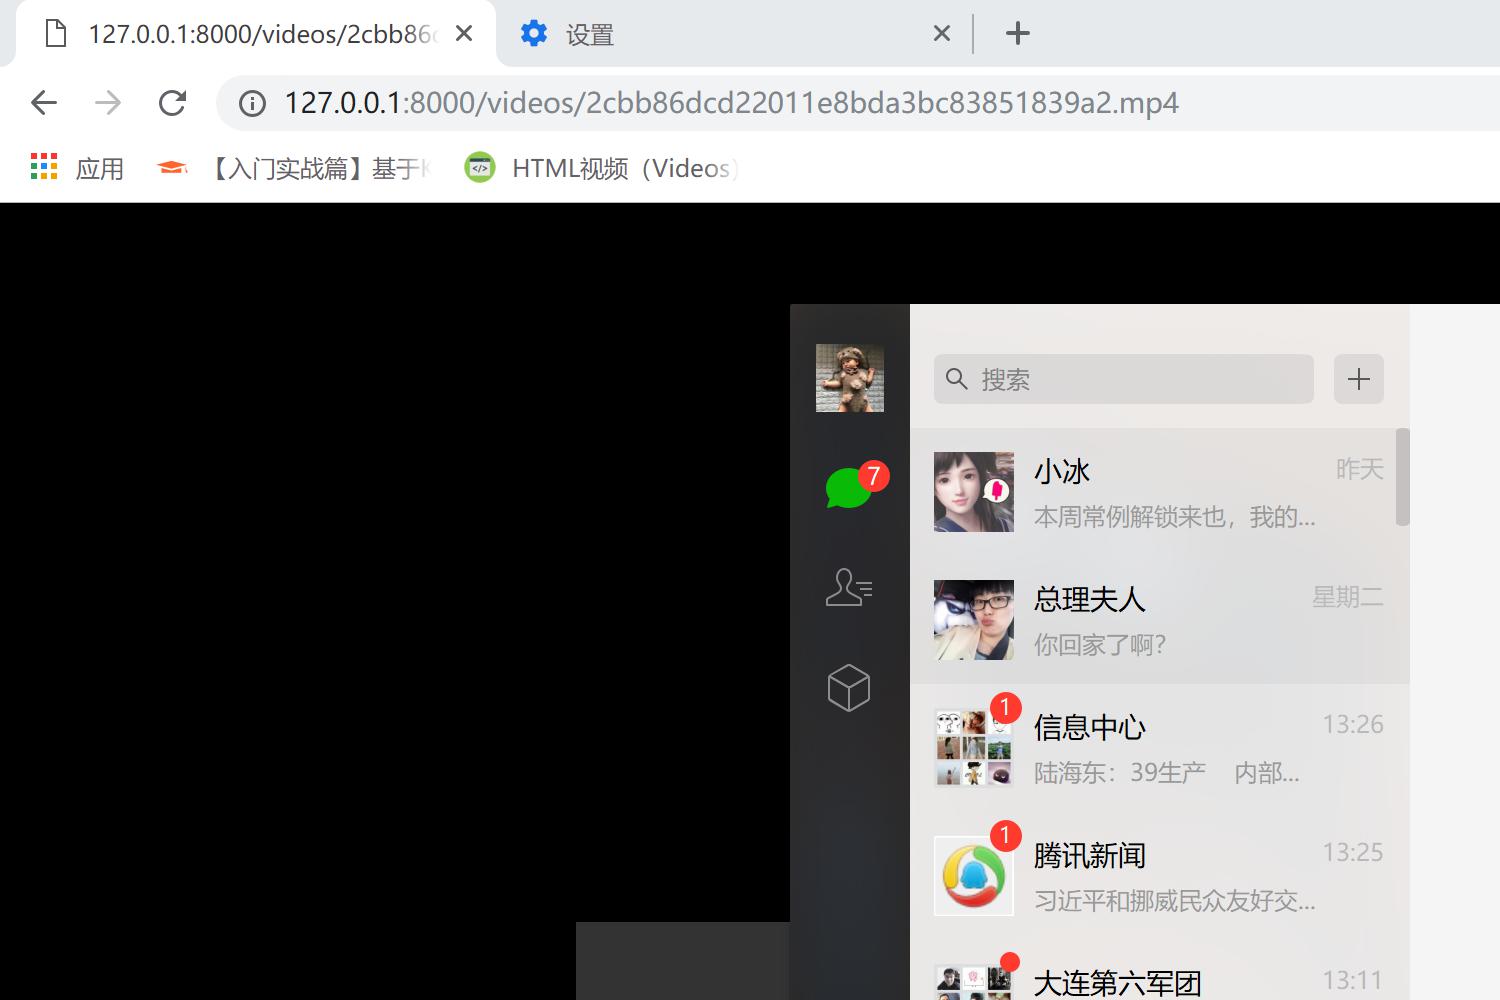 127.0.0.1:8000/videos/2cbb86
设置
127.0.0.1:8000/videos/2cbb86dcd22011e8bda3bc83851839a2.mp4
应用
【入门实战篇】基于
HTML视频（Videos）
搜索
7
小冰
昨天
本周常例解锁来也，我的...
总理夫人
星期二
你回家了啊？
1
信息中心
13:26
陆海东：39生产 内部...
1
腾讯新闻
13:25
习近平和挪威民众友好交...
大连第六军团
13:11